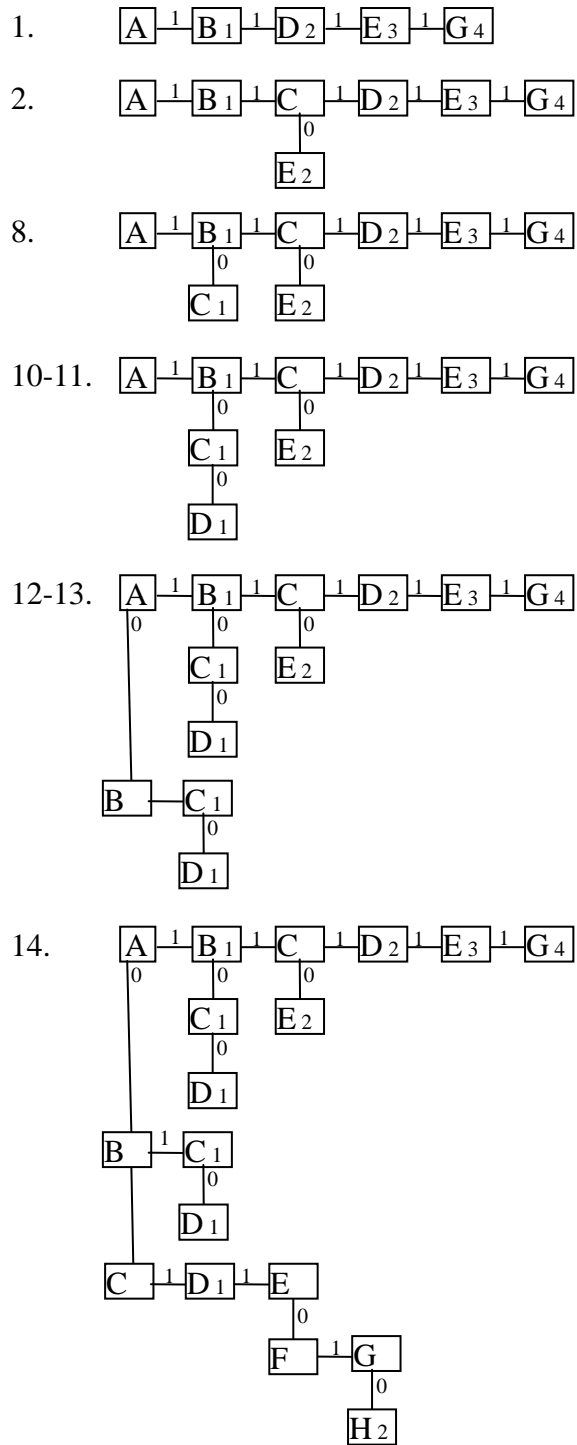 1. A 1 B 1 1 D 2 1 E 3 1 G 4
2. A 1 B 1 1 C 1 D 2 1 E 3 1 G 4
0
E 2
8. A 1 B 1 1 C 1 D 2 1 E 3 1 G 4
0 0
C 1 E 2
10-11. A 1 B 1 1 C 1 D 2 1 E 3 1 G 4
0 0
C 1 E 2
0
D 1
12-13. A 1 B 1 1 C 1 D 2 1 E 3 1 G 4
0 0 0
C 1 E 2
0
D 1
B C 1
0
D 1
14. A 1 B 1 1 C 1 D 2 1 E 3 1 G 4
0 0 0
C 1 E 2
0
D 1
B 1 C 1
0
D 1
C 1 D 1 1 E
0
F 1 G
0
H 2